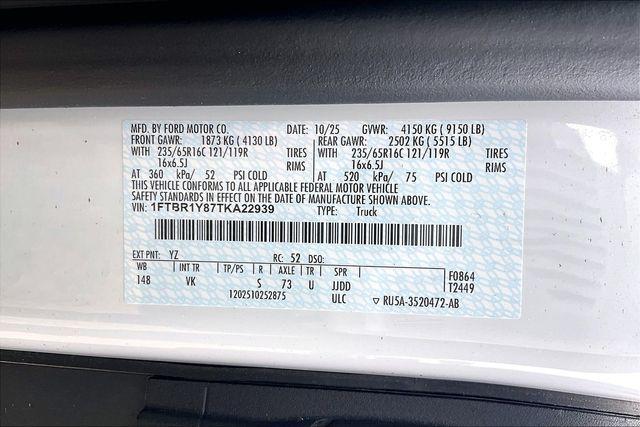 MFD. BY FORD MOTOR CO. DATE: 10/25 GVWR: 4150 KG ( 9150 LB)
FRONT GAWR: 1873 KG ( 4130 LB) REAR GAWR: 2502 KG ( 5515 LB)
WITH 235/65R16C 121/119R TIRES WITH 235/65R16C 121/119R TIRES
16x6.5J RIMS 16x6.5J RIMS
AT 360 kPa/ 52 PSI COLD AT 520 kPa/ 75 PSI COLD
THIS VEHICLE CONFORMS TO ALL APPLICABLE FEDERAL MOTOR VEHICLE
SAFETY STANDARDS IN EFFECT ON THE DATE OF MANUFACTURE SHOWN ABOVE.
VIN: 1FTBR1Y87TKA22939 TYPE: Truck
EXT PNT: YZ RC: 52 DSO:
WB INT TR TP/PS R AXLE TR SPR F0864
148 VK S 73 U JJDD T2449
1202510252875 ULC RU5A-3520472-AB